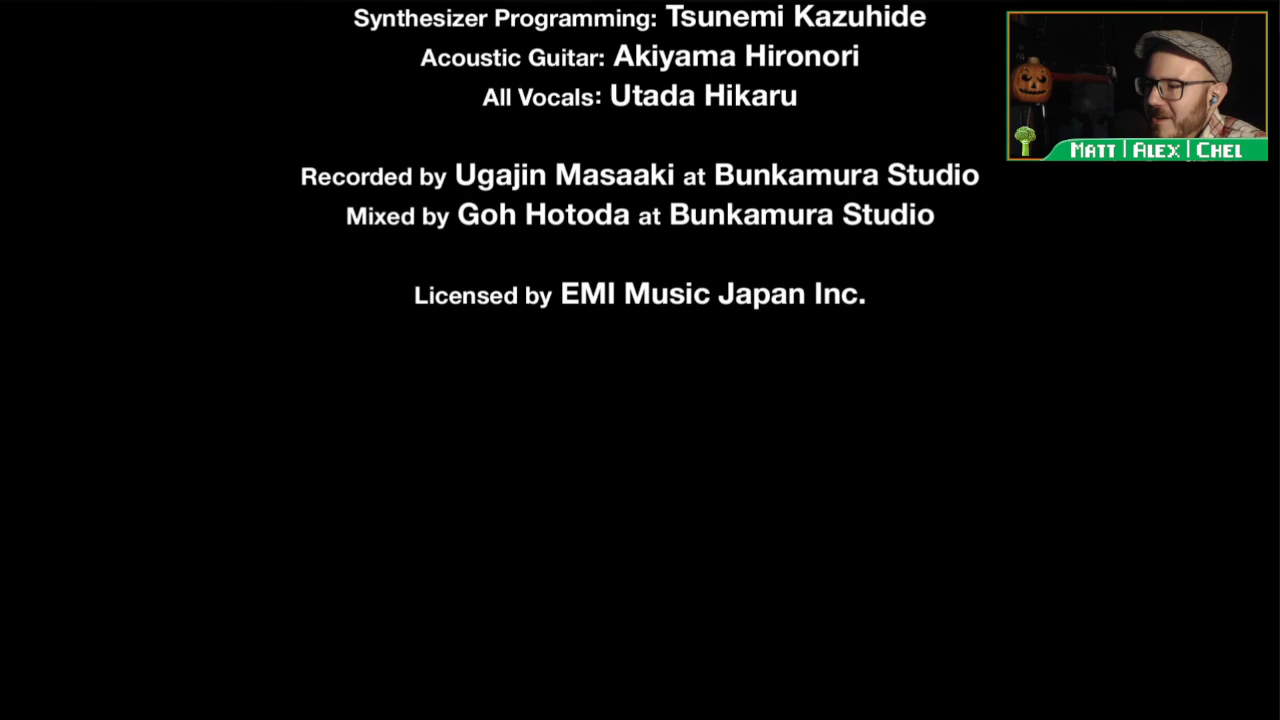 Synthesizer Programming: Tsunemi Kazuhide
Acoustic Guitar: Akiyama Hironori
All Vocals: Utada Hikaru
Recorded by Ugajin Masaaki at Bunkamura Studio
Mixed by Goh Hotoda at Bunkamura Studio
Licensed by EMI Music Japan Inc.
Matt | Alex | Chel